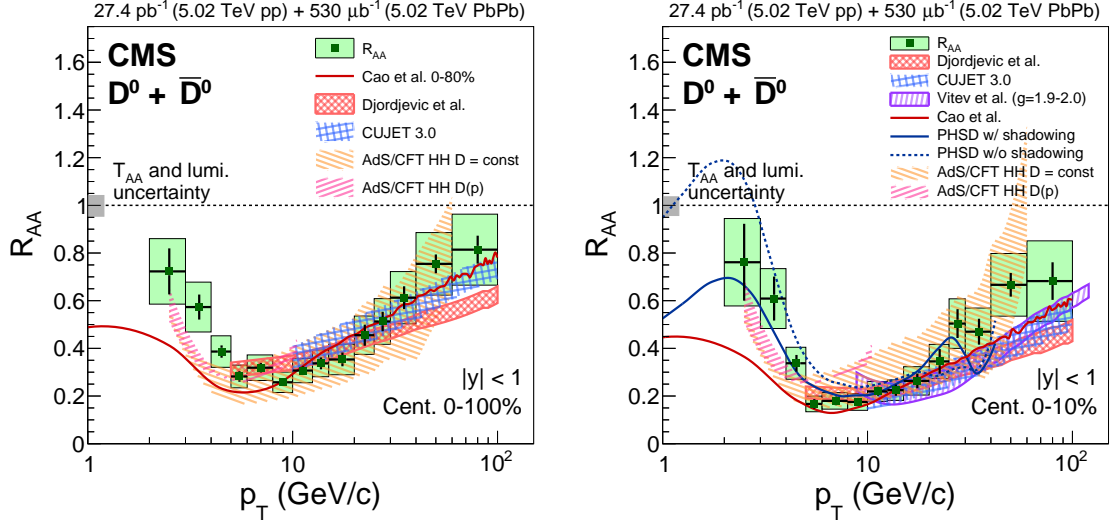 27.4 pb⁻¹ (5.02 TeV pp) + 530 μb⁻¹ (5.02 TeV PbPb)
CMS
D⁰ + D̅⁰
R_AA
Cao et al. 0-80%
Djordjevic et al.
CUJET 3.0
AdS/CFT HH D = const
AdS/CFT HH D(p)
T_AA and lumi.
uncertainty
|y| < 1
Cent. 0-100%
R_AA
1.6
1.4
1.2
1
0.8
0.6
0.4
0.2
0
1
10
10²
p_T (GeV/c)
27.4 pb⁻¹ (5.02 TeV pp) + 530 μb⁻¹ (5.02 TeV PbPb)
CMS
D⁰ + D̅⁰
R_AA
Djordjevic et al.
CUJET 3.0
Vitev et al. (g=1.9-2.0)
Cao et al.
PHSD w/ shadowing
PHSD w/o shadowing
AdS/CFT HH D = const
AdS/CFT HH D(p)
T_AA and lumi.
uncertainty
|y| < 1
Cent. 0-10%
R_AA
1.6
1.4
1.2
1
0.8
0.6
0.4
0.2
0
1
10
10²
p_T (GeV/c)